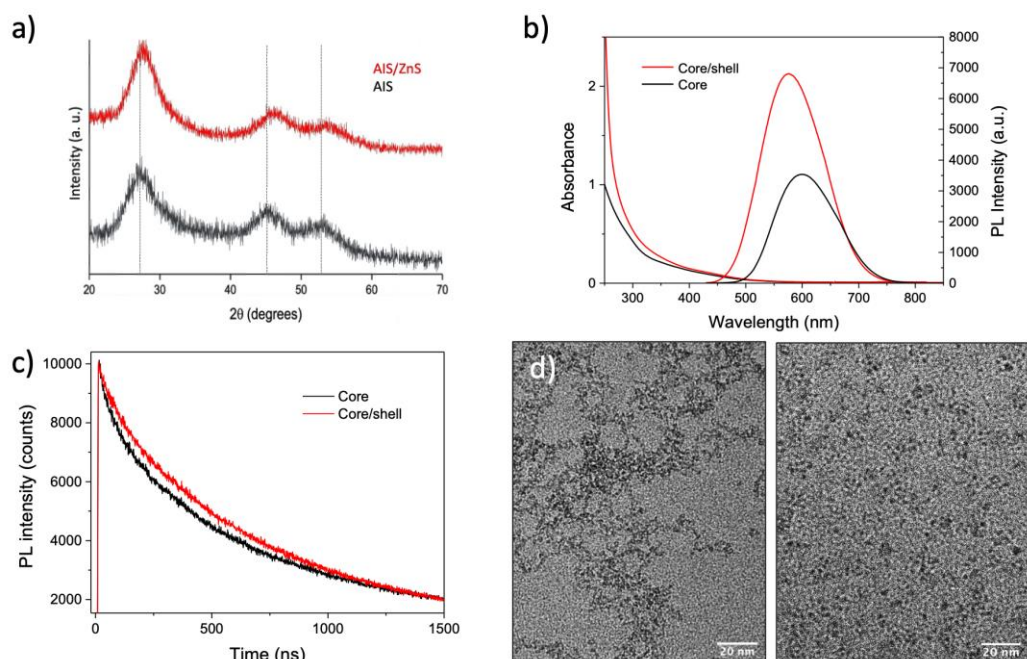 a)
AIS/ZnS
AIS
Intensity (a. u.)
20 30 40 50 60 70
2θ (degrees)
b)
Core/shell
Core
Absorbance
2
1
0
PL Intensity (a.u.)
8000
7000
6000
5000
4000
3000
2000
1000
0
300 400 500 600 700 800
Wavelength (nm)
c)
Core
Core/shell
PL intensity (counts)
10000
8000
6000
4000
2000
0 500 1000 1500
Time (ns)
d)
20 nm
20 nm